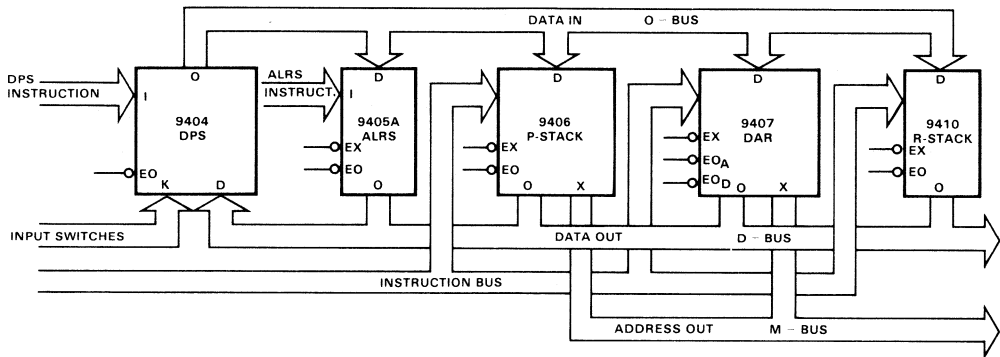 DATA IN O – BUS
DPS
INSTRUCTION
O
I
9404
DPS
EO
K D
ALRS
INSTRUCT.
D
I
9405A
ALRS
EX
EO
O
D
9406
P-STACK
EX
EO
O X
D
9407
DAR
EX
EOA
EOD
O X
D
9410
R-STACK
EX
EO
O
INPUT SWITCHES
DATA OUT D – BUS
INSTRUCTION BUS
ADDRESS OUT M – BUS